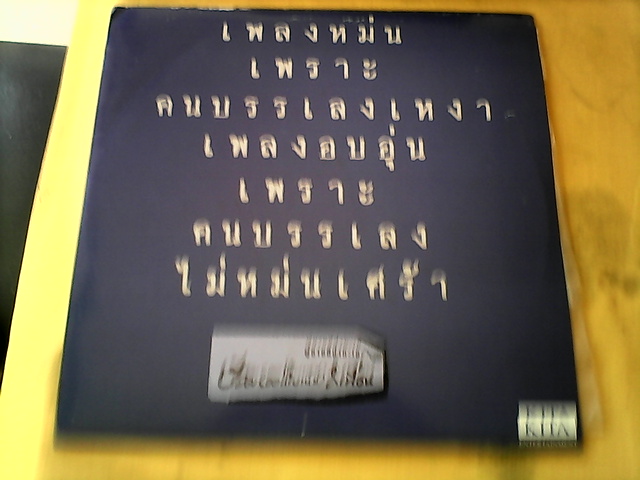 เพลงหม่น
เพราะ
คนบรรเลงเหงา
เพลงอบอุ่น
เพราะ
คนบรรเลง
ไม่หม่นเศร้า
ENTERTAINMENT